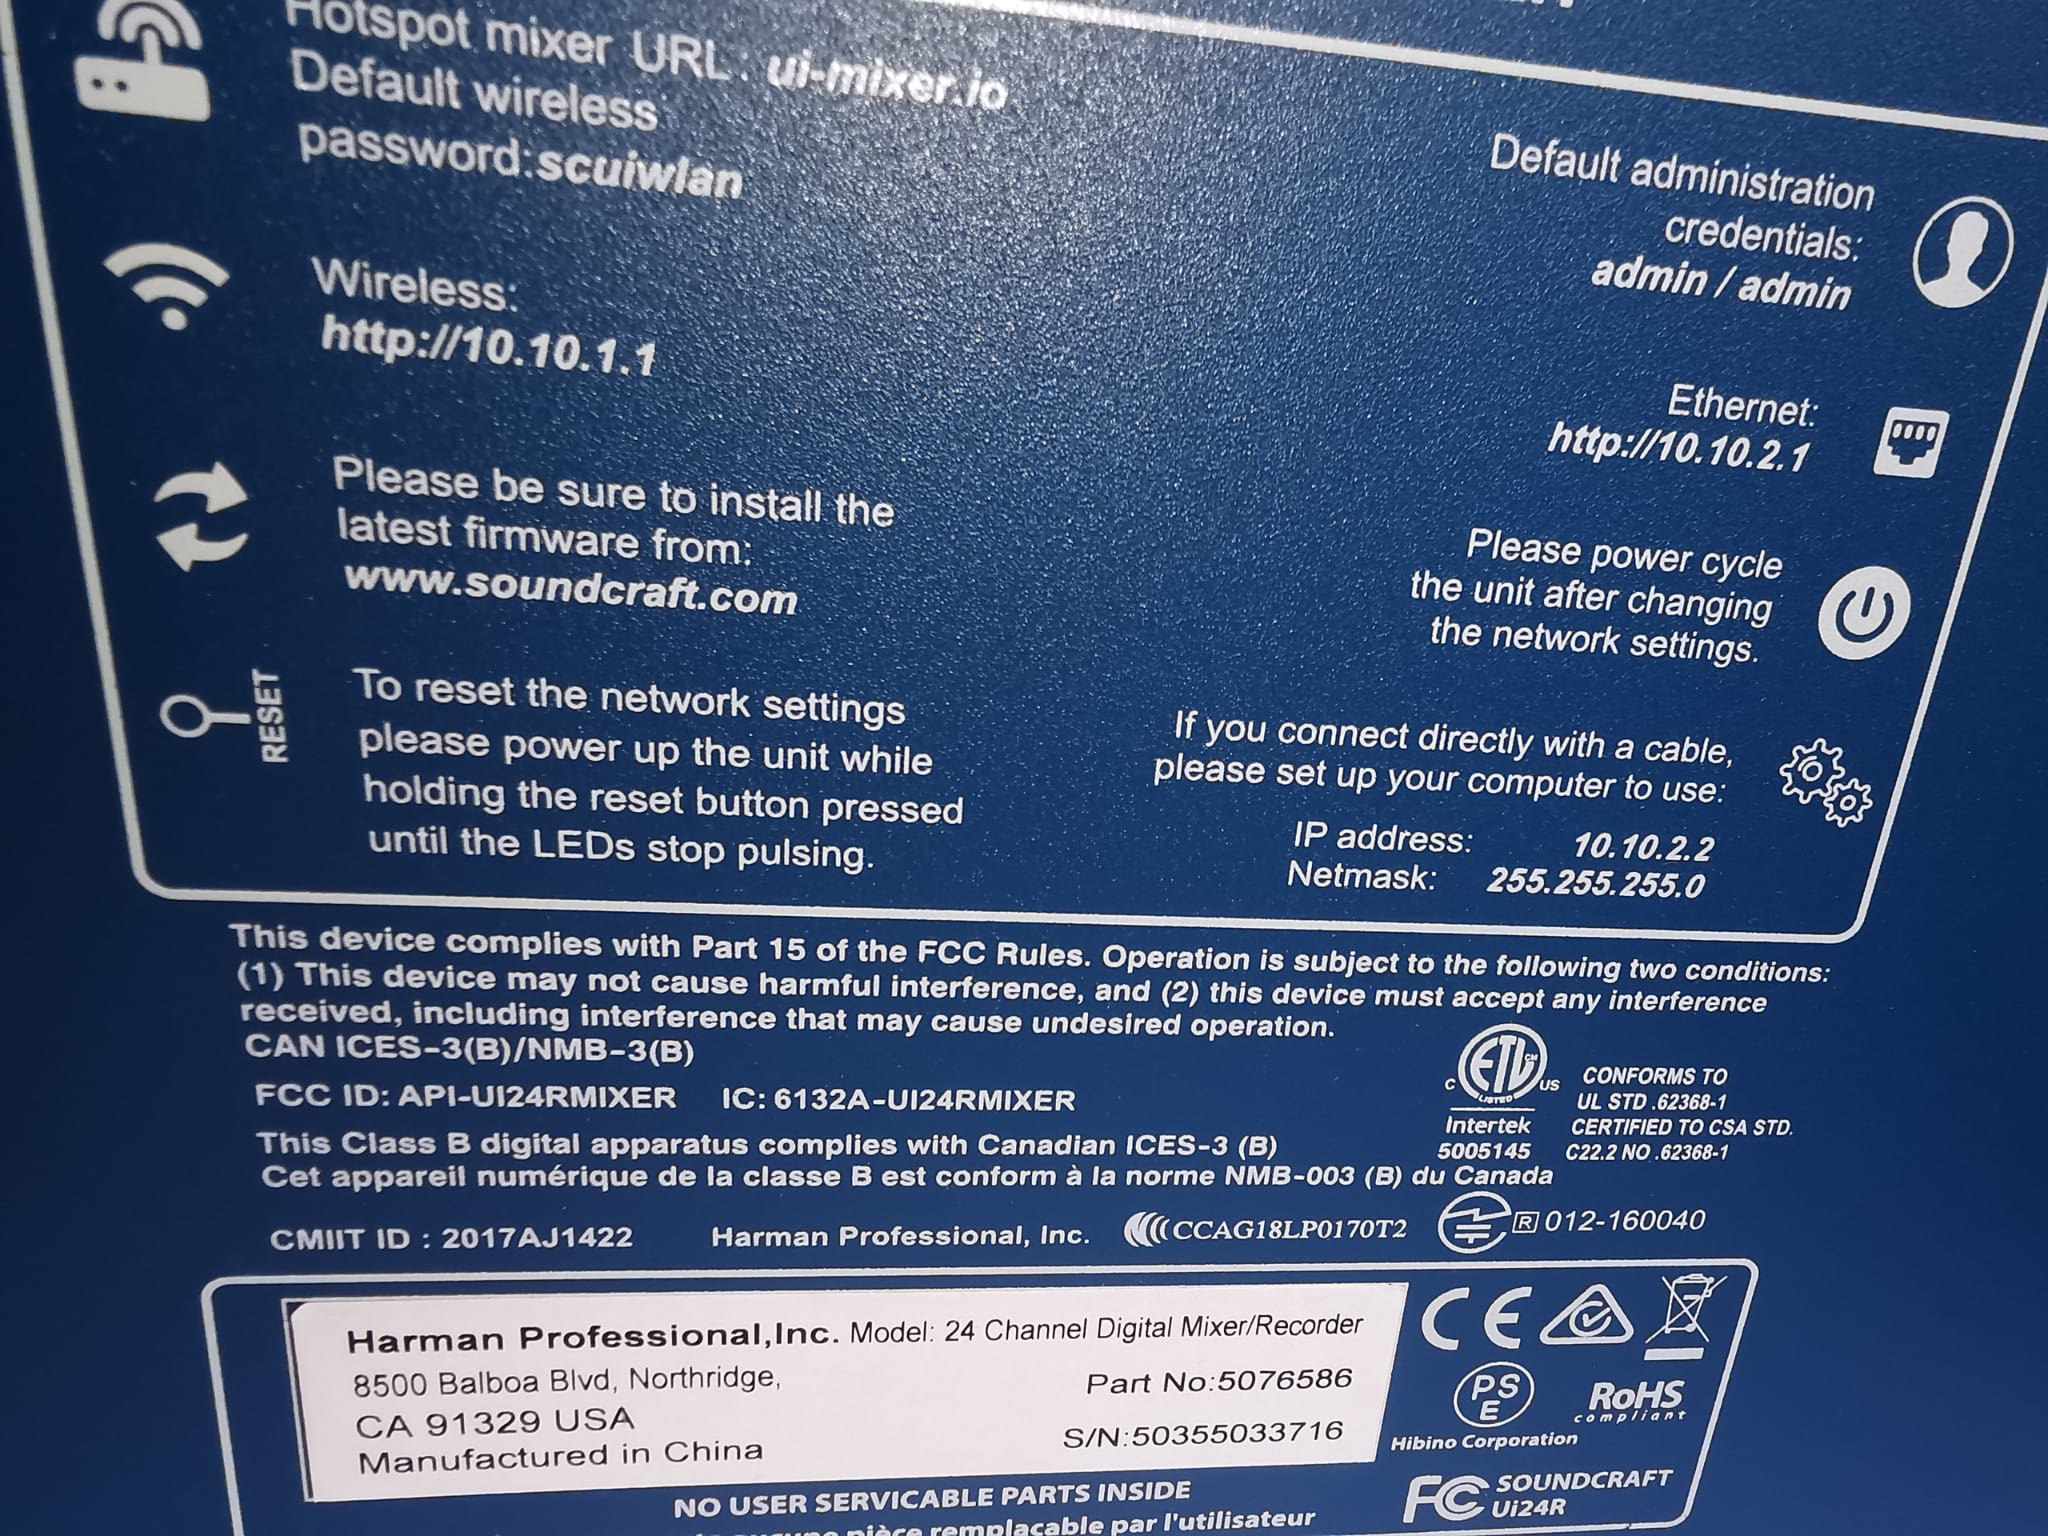 Hotspot mixer URL: ui-mixer.io
Default wireless
password:scuiwlan
Wireless:
http://10.10.1.1
Please be sure to install the
latest firmware from:
www.soundcraft.com
RESET
To reset the network settings
please power up the unit while
holding the reset button pressed
until the LEDs stop pulsing.
Default administration
credentials:
admin / admin
Ethernet:
http://10.10.2.1
Please power cycle
the unit after changing
the network settings.
If you connect directly with a cable,
please set up your computer to use:
IP address: 10.10.2.2
Netmask: 255.255.255.0
This device complies with Part 15 of the FCC Rules. Operation is subject to the following two conditions:
(1) This device may not cause harmful interference, and (2) this device must accept any interference
received, including interference that may cause undesired operation.
CAN ICES-3(B)/NMB-3(B)
FCC ID: API-UI24RMIXER IC: 6132A-UI24RMIXER
This Class B digital apparatus complies with Canadian ICES-3 (B)
Cet appareil numérique de la classe B est conform à la norme NMB-003 (B) du Canada
C ETL CM US
LISTED
Intertek
5005145
CONFORMS TO
UL STD .62368-1
CERTIFIED TO CSA STD.
C22.2 NO .62368-1
CMIIT ID : 2017AJ1422 Harman Professional, Inc. CCAG18LP0170T2 R 012-160040
Harman Professional,Inc. Model: 24 Channel Digital Mixer/Recorder
8500 Balboa Blvd, Northridge,
CA 91329 USA
Manufactured in China
Part No:5076586
S/N:50355033716
CE
PS
E
Hibino Corporation
RoHS
compliant
FC SOUNDCRAFT
Ui24R
NO USER SERVICABLE PARTS INSIDE
pièce remplaçable par l'utilisateur